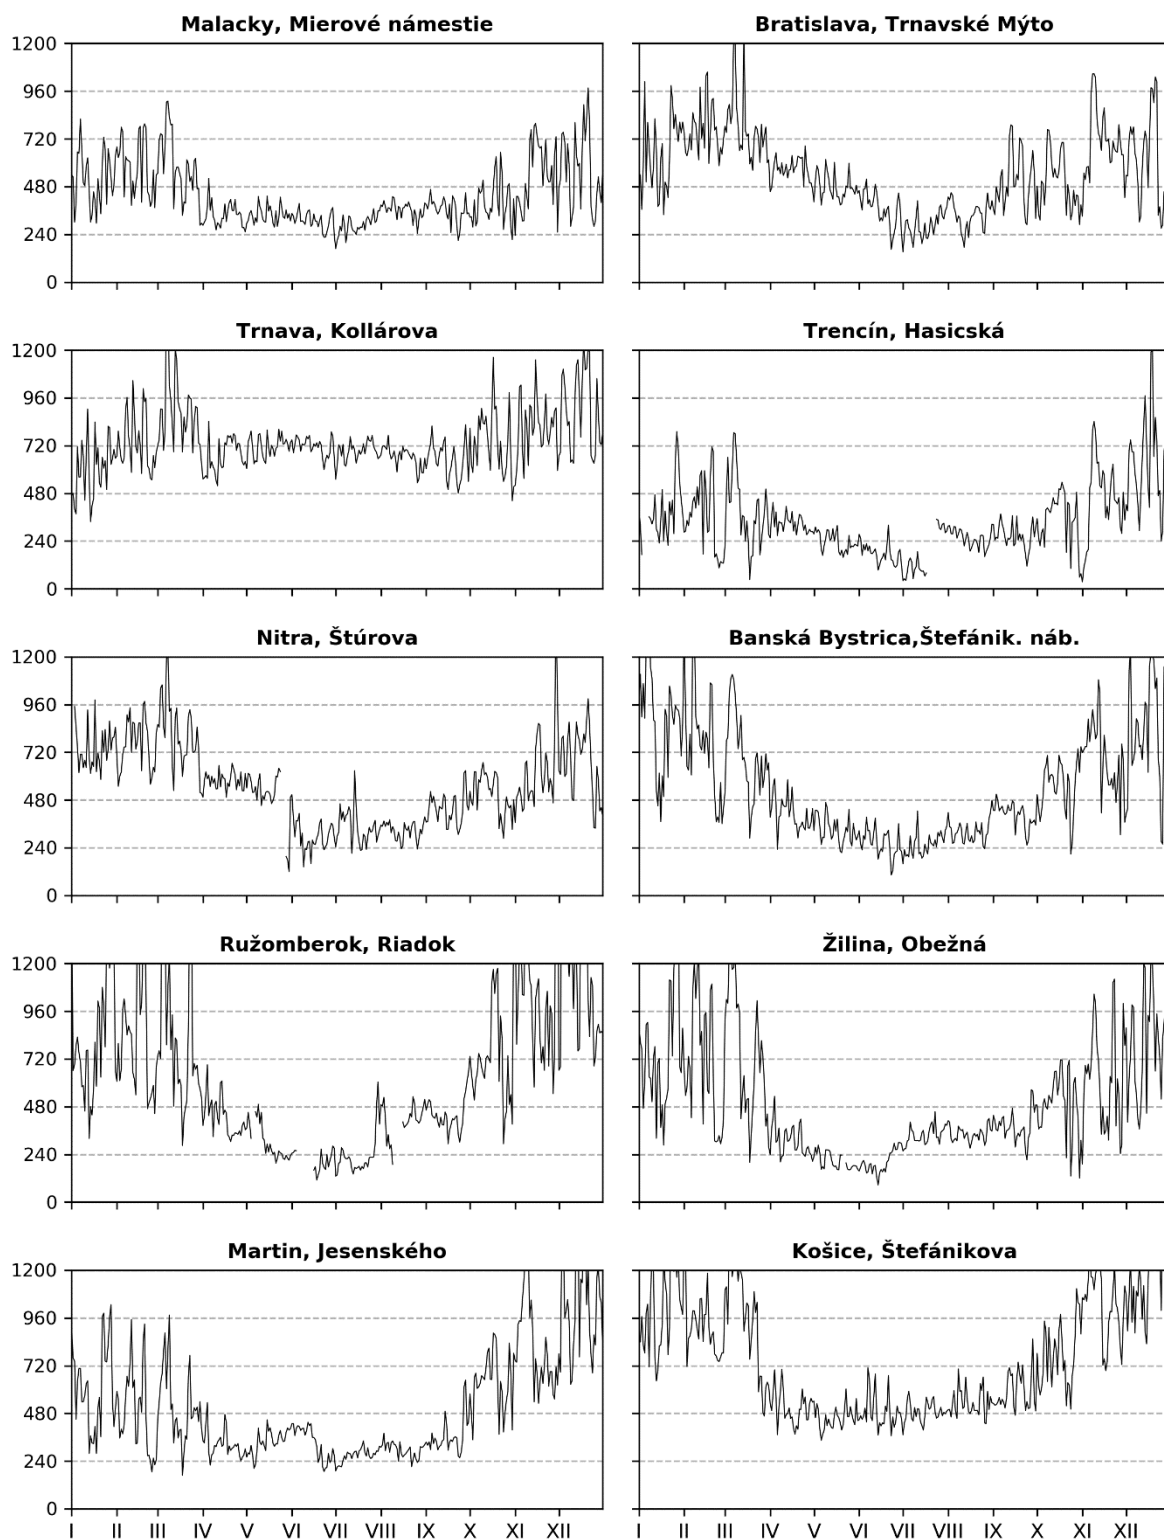 Malacky, Mierové námestie
Bratislava, Trnavské Mýto
1200
960
720
480
240
0
Trnava, Kollárova
Trencín, Hasicská
1200
960
720
480
240
0
Nitra, Štúrova
Banská Bystrica,Štefánik. náb.
1200
960
720
480
240
0
Ružomberok, Riadok
Žilina, Obežná
1200
960
720
480
240
0
Martin, Jesenského
Košice, Štefánikova
1200
960
720
480
240
0
I II III IV V VI VII VIII IX X XI XII
I II III IV V VI VII VIII IX X XI XII